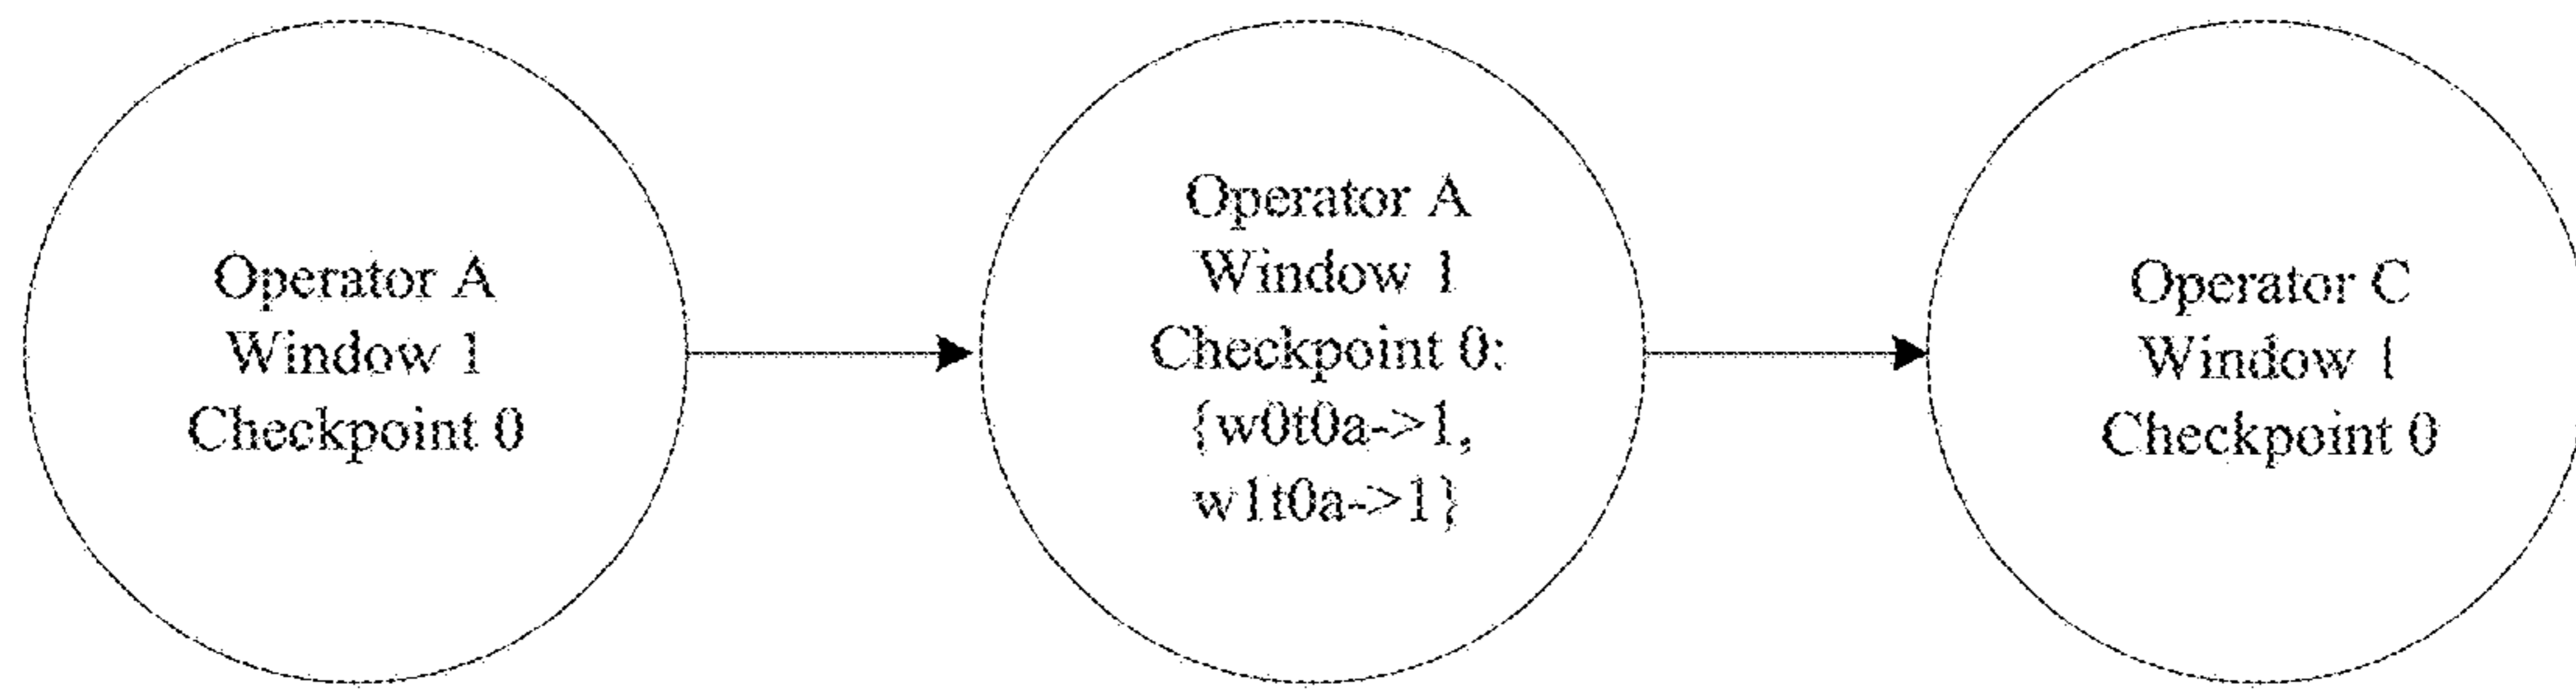 Operator A
Window 1
Checkpoint 0
Operator A
Window 1
Checkpoint 0:
{w0t0a->1,
w1t0a->1}
Operator C
Window 1
Checkpoint 0